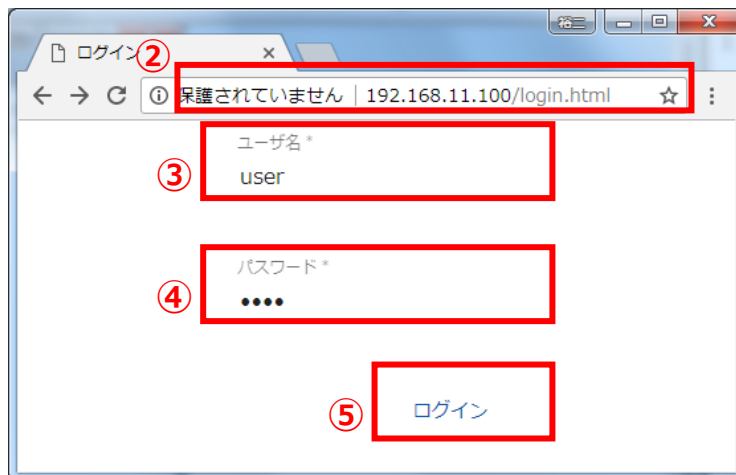 裕二
ログイン
②
保護されていません | 192.168.11.100/login.html
ユーザ名 *
③
user
パスワード *
④
••••
⑤
ログイン